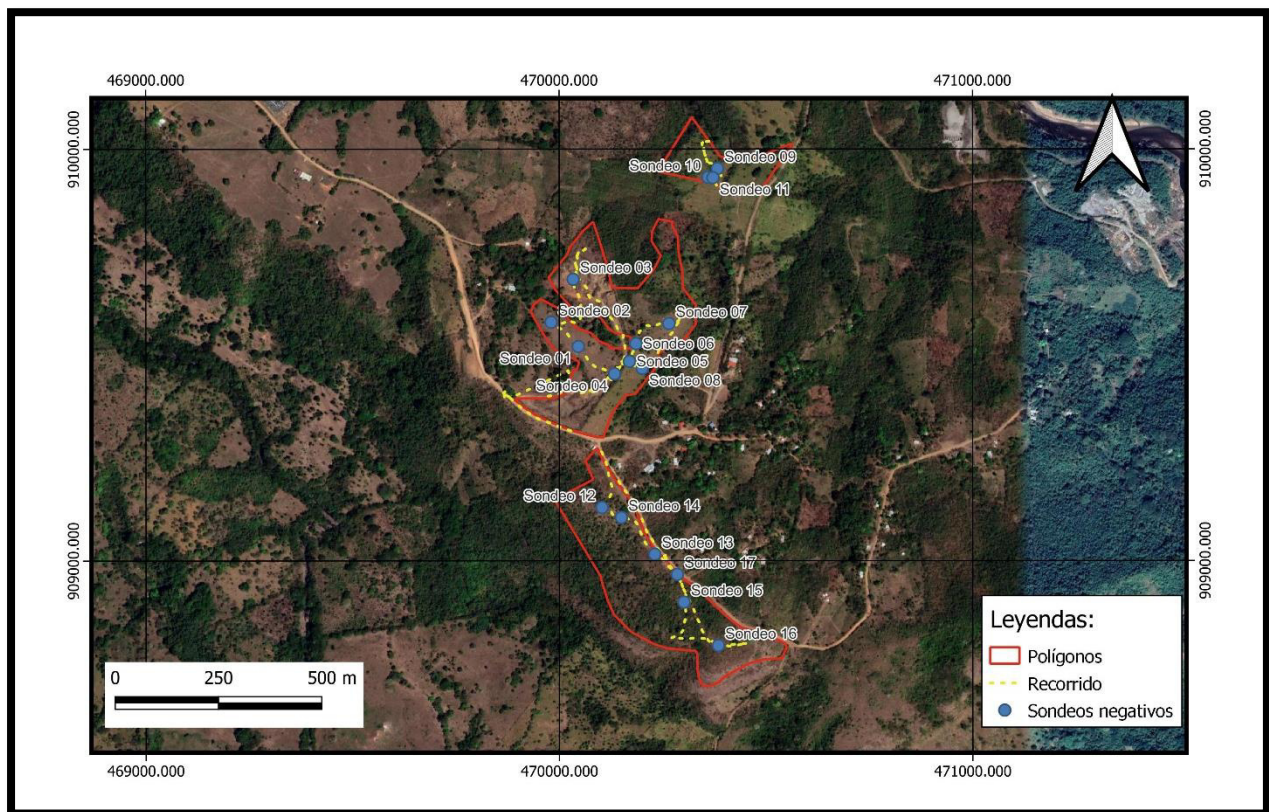 469000.000
470000.000
471000.000
910000.000
910000.000
Sondeo 09
Sondeo 10
Sondeo 11
Sondeo 03
Sondeo 02
Sondeo 07
Sondeo 06
Sondeo 01
Sondeo 05
Sondeo 08
Sondeo 04
Sondeo 12
Sondeo 14
Sondeo 13
Sondeo 17
Sondeo 15
Sondeo 16
909000.000
909000.000
Leyendas:
Polígonos
Recorrido
Sondeos negativos
0 250 500 m
469000.000
470000.000
471000.000